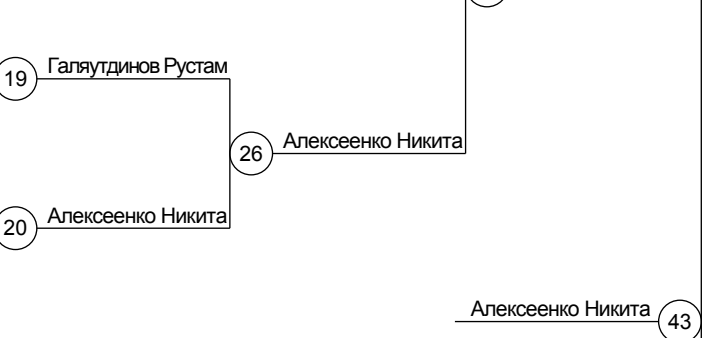 19 Галяутдинов Рустам
26 Алексеенко Никита
20 Алексеенко Никита
Алексеенко Никита 43